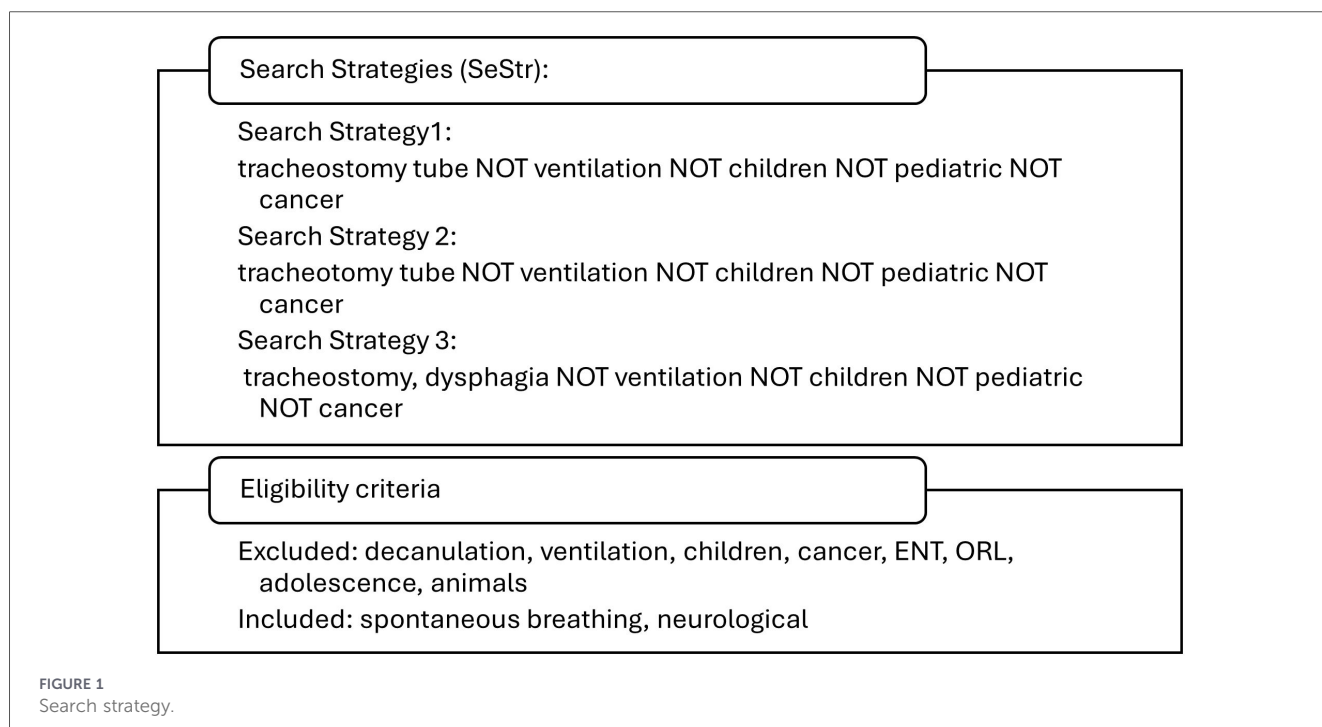 Search Strategies (SeStr):
Search Strategy1:
tracheostomy tube NOT ventilation NOT children NOT pediatric NOT
cancer
Search Strategy 2:
tracheotomy tube NOT ventilation NOT children NOT pediatric NOT
cancer
Search Strategy 3:
tracheostomy, dysphagia NOT ventilation NOT children NOT pediatric
NOT cancer
Eligibility criteria
Excluded: decanulation, ventilation, children, cancer, ENT, ORL,
adolescence, animals
Included: spontaneous breathing, neurological
FIGURE 1
Search strategy.